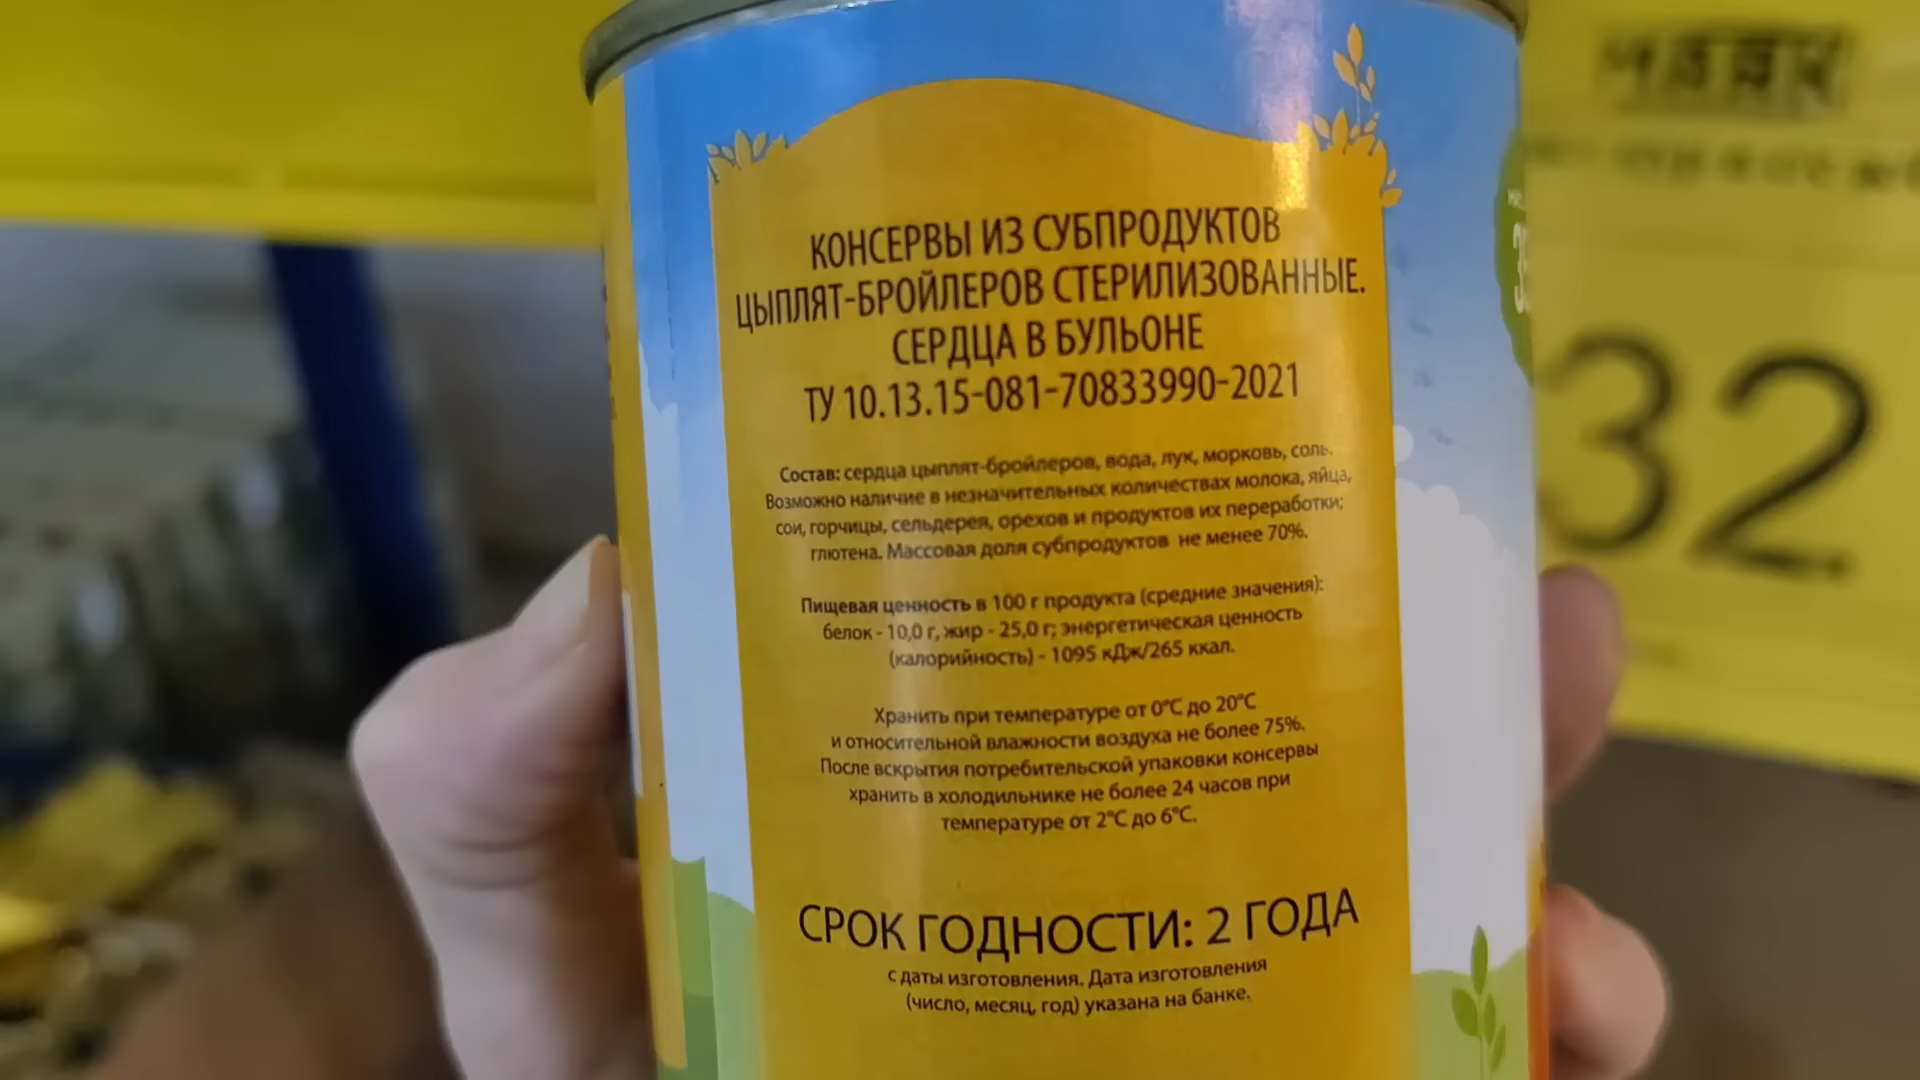 КОНСЕРВЫ ИЗ СУБПРОДУКТОВ
ЦЫПЛЯТ-БРОЙЛЕРОВ СТЕРИЛИЗОВАННЫЕ.
СЕРДЦА В БУЛЬОНЕ
ТУ 10.13.15-081-70833990-2021
Состав: сердца цыплят-бройлеров, вода, лук, морковь, соль.
Возможно наличие в незначительных количествах молока, яйца,
сои, горчицы, сельдерея, орехов и продуктов их переработки;
глютена. Массовая доля субпродуктов не менее 70%.
Пищевая ценность в 100 г продукта (средние значения):
белок - 10,0 г, жир - 25,0 г; энергетическая ценность
(калорийность) - 1095 кДж/265 ккал.
Хранить при температуре от 0°С до 20°С
и относительной влажности воздуха не более 75%.
После вскрытия потребительской упаковки консервы
хранить в холодильнике не более 24 часов при
температуре от 2°С до 6°С.
СРОК ГОДНОСТИ: 2 ГОДА
с даты изготовления. Дата изготовления
(число, месяц, год) указана на банке.
32.